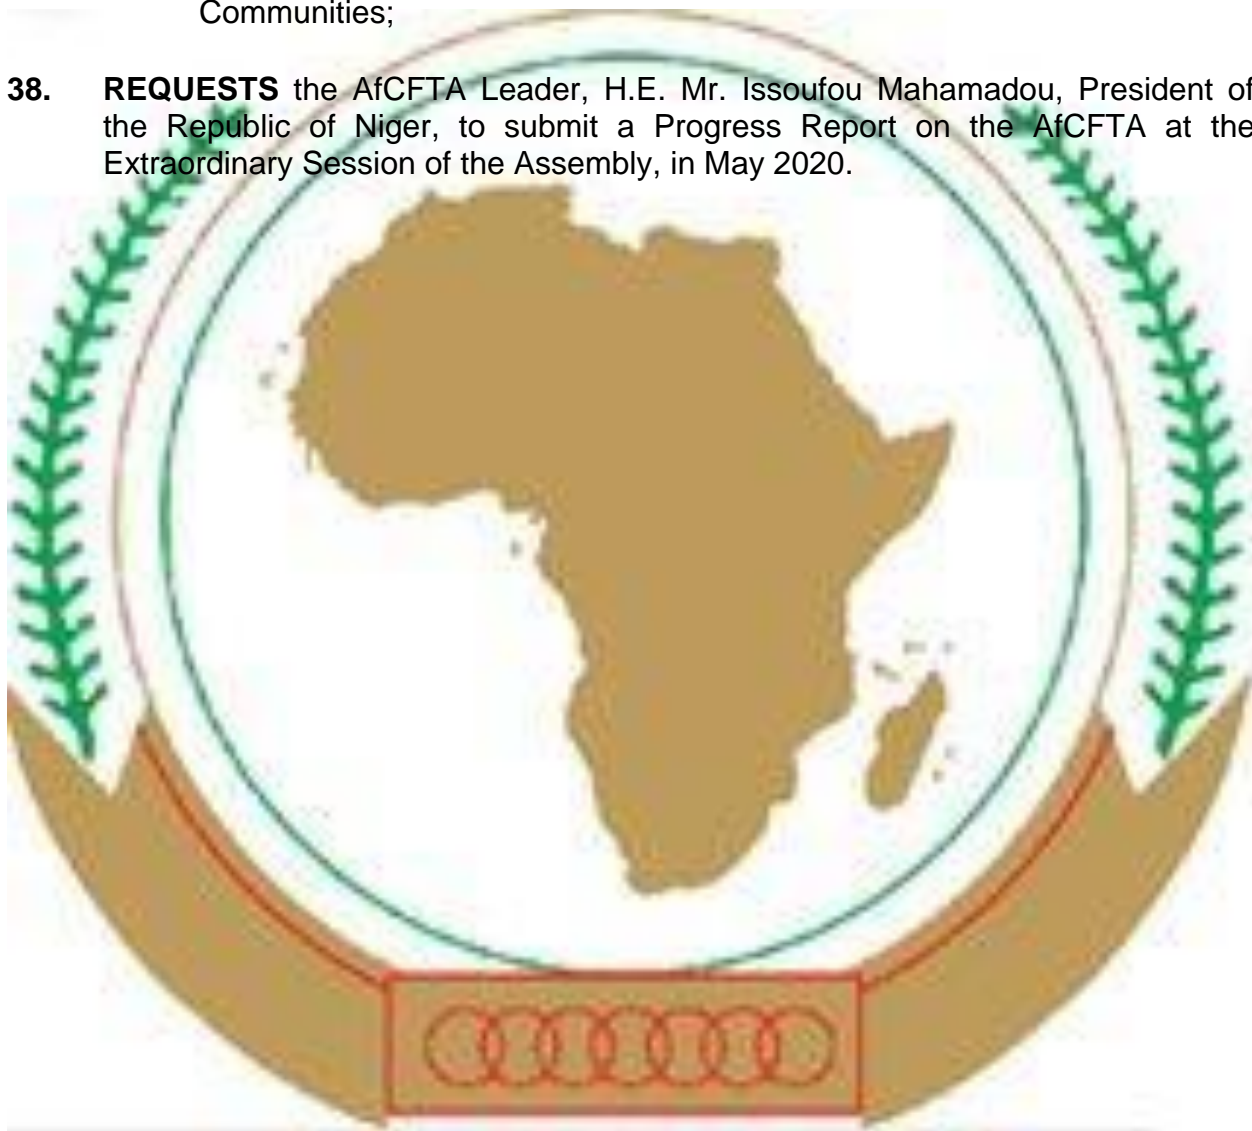 Communities;
38. REQUESTS the AfCFTA Leader, H.E. Mr. Issoufou Mahamadou, President of
the Republic of Niger, to submit a Progress Report on the AfCFTA at the
Extraordinary Session of the Assembly, in May 2020.